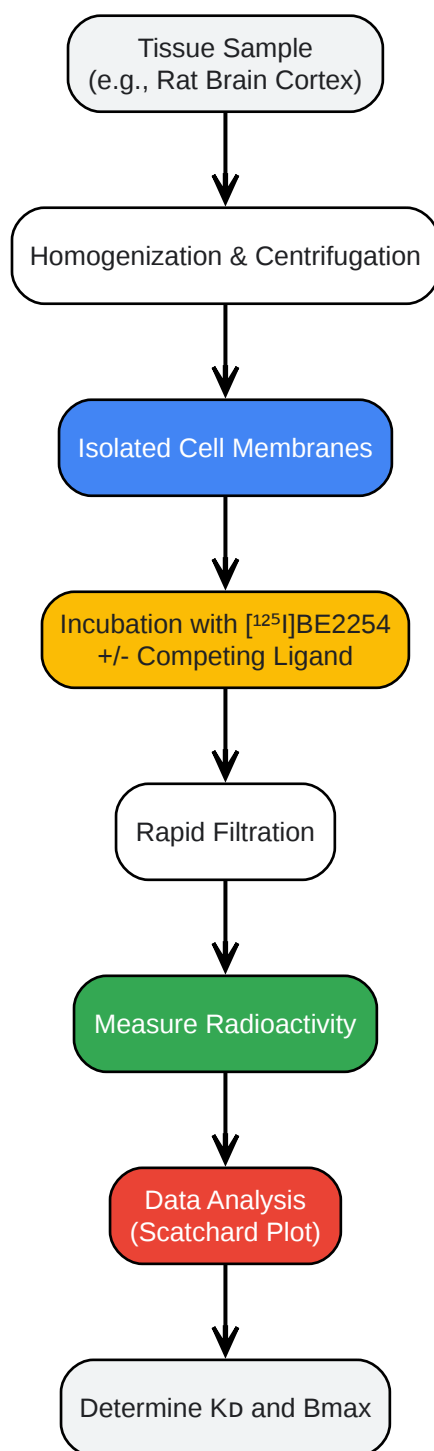 Tissue Sample
(e.g., Rat Brain Cortex)
Homogenization & Centrifugation
Isolated Cell Membranes
Incubation with [¹²⁵I]BE2254
+/- Competing Ligand
Rapid Filtration
Measure Radioactivity
Data Analysis
(Scatchard Plot)
Determine Kᴅ and Bmax